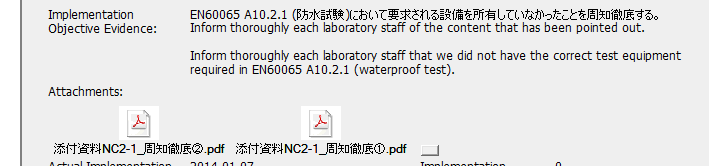 Implementation EN60065 A10.2.1 (防水試験)において要求される設備を所有していなかったことを周知徹底する。
Objective Evidence: Inform thoroughly each laboratory staff of the content that has been pointed out.
Inform thoroughly each laboratory staff that we did not have the correct test equipment
required in EN60065 A10.2.1 (waterproof test).
Attachments:
添付資料NC2-1_周知徹底②.pdf 添付資料NC2-1_周知徹底①.pdf
Actual Implementation 2014-01-07 Implementation 0